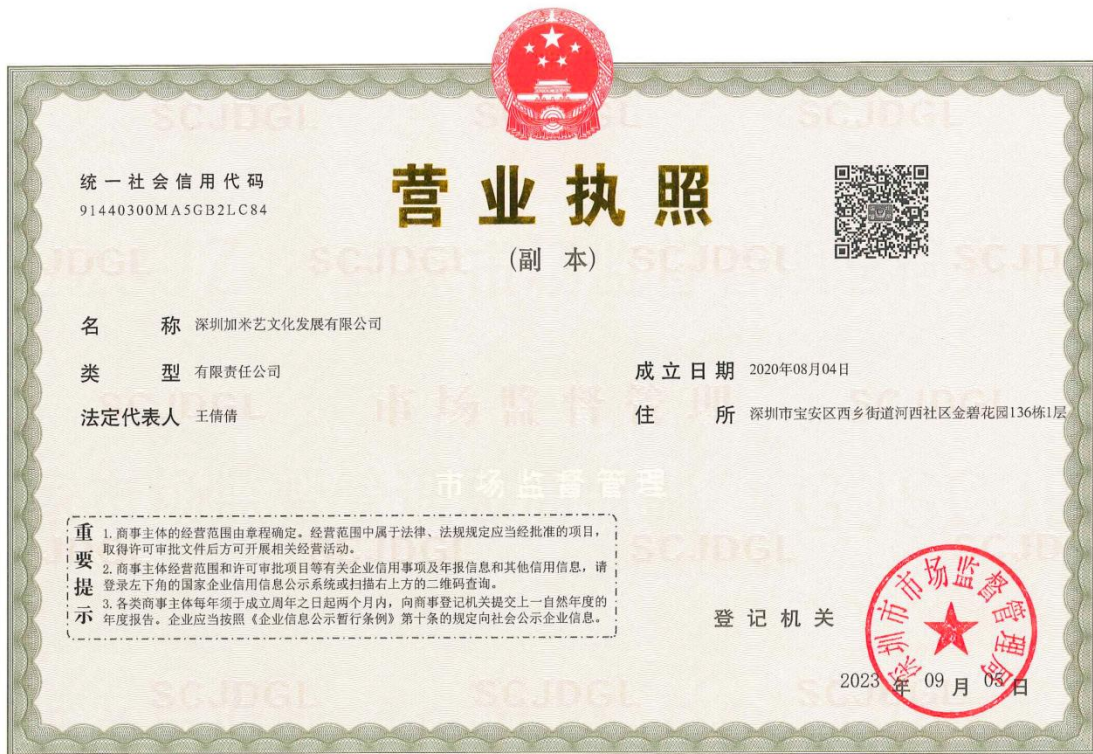 统一社会信用代码
91440300MA5GB2LC84
营业执照
(副 本)
名 称 深圳加米艺文化发展有限公司
类 型 有限责任公司
成立日期 2020年08月04日
法定代表人 王倩倩
住 所 深圳市宝安区西乡街道河西社区金碧花园136栋1层
市场监督管理
重要提示
1. 商事主体的经营范围由章程确定。经营范围中属于法律、法规规定应当经批准的项目,
取得许可审批文件后方可开展相关经营活动。
2. 商事主体经营范围和许可审批项目等有关企业信用事项及年报信息和其他信用信息,请
登录左下角的国家企业信用信息公示系统或扫描右上方的二维码查询。
3. 各类商事主体每年须于成立周年之日起两个月内,向商事登记机关提交上一自然年度的
年度报告。企业应当按照《企业信息公示暂行条例》第十条的规定向社会公示企业信息。
登记机关
深圳市市场监督管理局
2023 年 09 月 05 日
SCJDGL